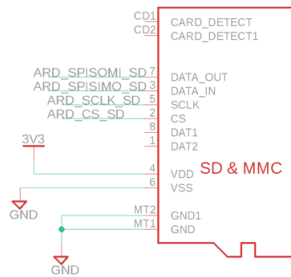 CD1 CARD_DETECT
CD2 CARD_DETECT1
ARD_SPISOMI_SD 7 DATA_OUT
ARD_SPISIMO_SD 3 DATA_IN
ARD_SCLK_SD 5 SCLK
ARD_CS_SD 2 CS
8 DAT1
1 DAT2
3V3
SD & MMC
4 VDD
6 VSS
GND
MT2 GND1
MT1 GND
GND